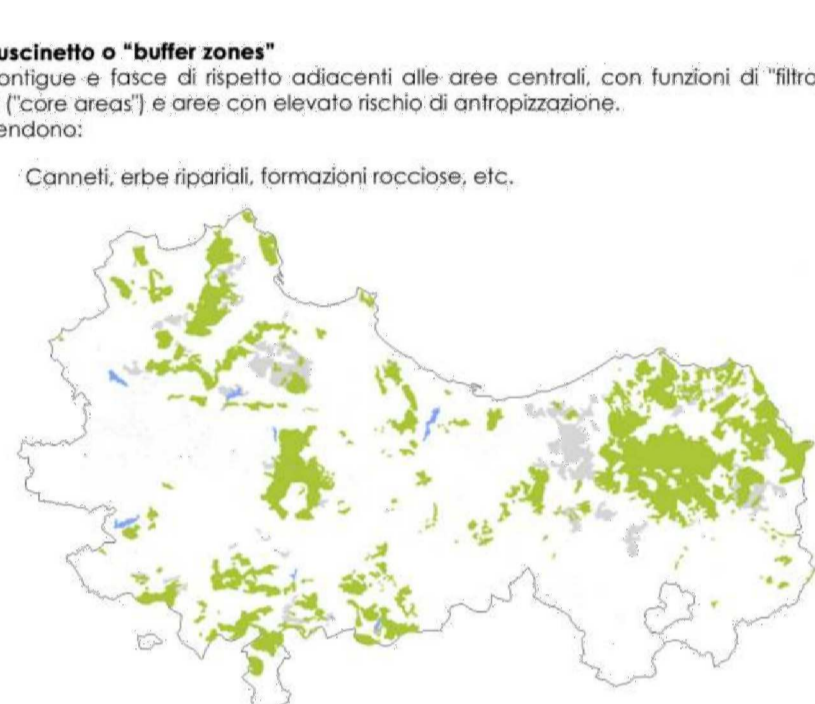 uscinetto o "buffer zones"
ontigue e fasce di rispetto adiacenti alle aree centrali, con funzioni di "filtro
("core areas") e aree con elevato rischio di antropizzazione.
endono:
Canneti, erbe ripariali, formazioni rocciose, etc.